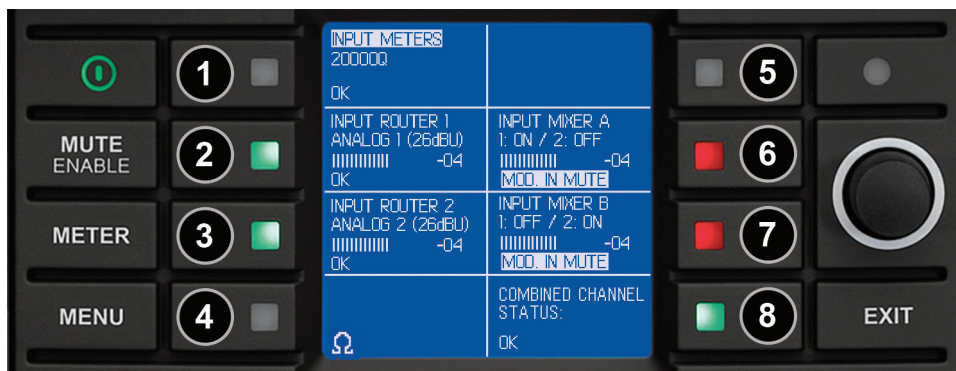 INPUT METERS
20000Q
OK
INPUT ROUTER 1
ANALOG 1 (26dBU)
-04
OK
INPUT ROUTER 2
ANALOG 2 (26dBU)
-04
OK
Ω
INPUT MIXER A
1: ON / 2: OFF
-04
MOD. IN MUTE
INPUT MIXER B
1: OFF / 2: ON
-04
MOD. IN MUTE
COMBINED CHANNEL
STATUS:
OK
MUTE
ENABLE
METER
MENU
1
2
3
4
5
6
7
8
EXIT